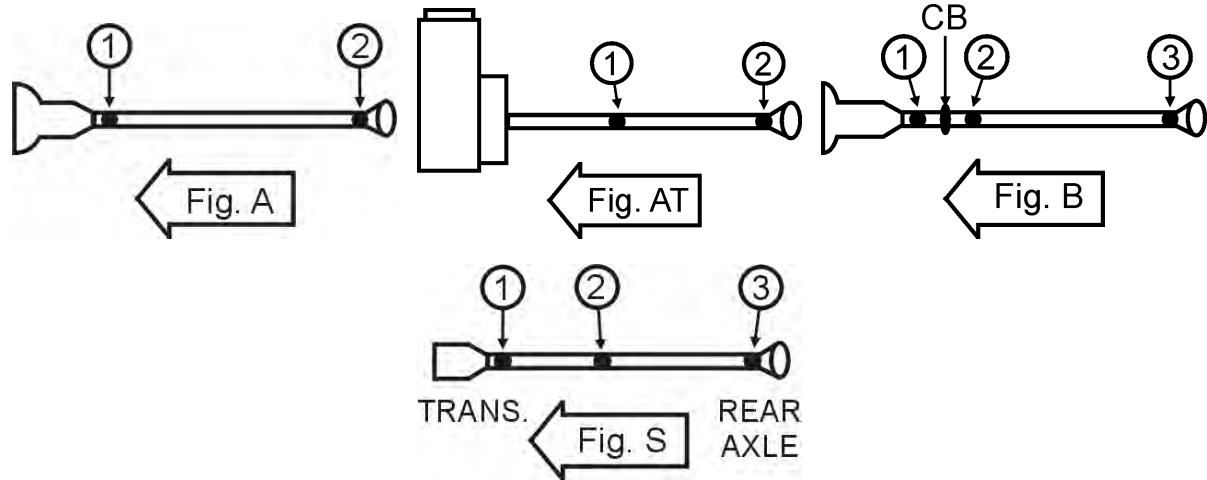 1 2
Fig. A
1 2
Fig. AT
CB
1 2 3
Fig. B
1 2 3
TRANS. REAR
AXLE
Fig. S